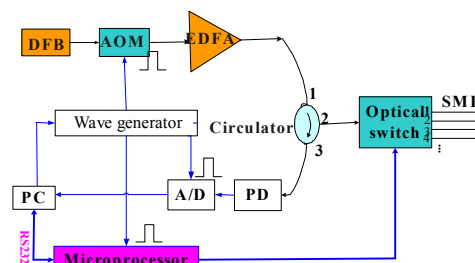 DFB
AOM
EDFA
1
SMF
Wave generator
Circulator
2
Optical
switch
1
2
3
4
3
PC
A/D
PD
RS232
Microprocessor